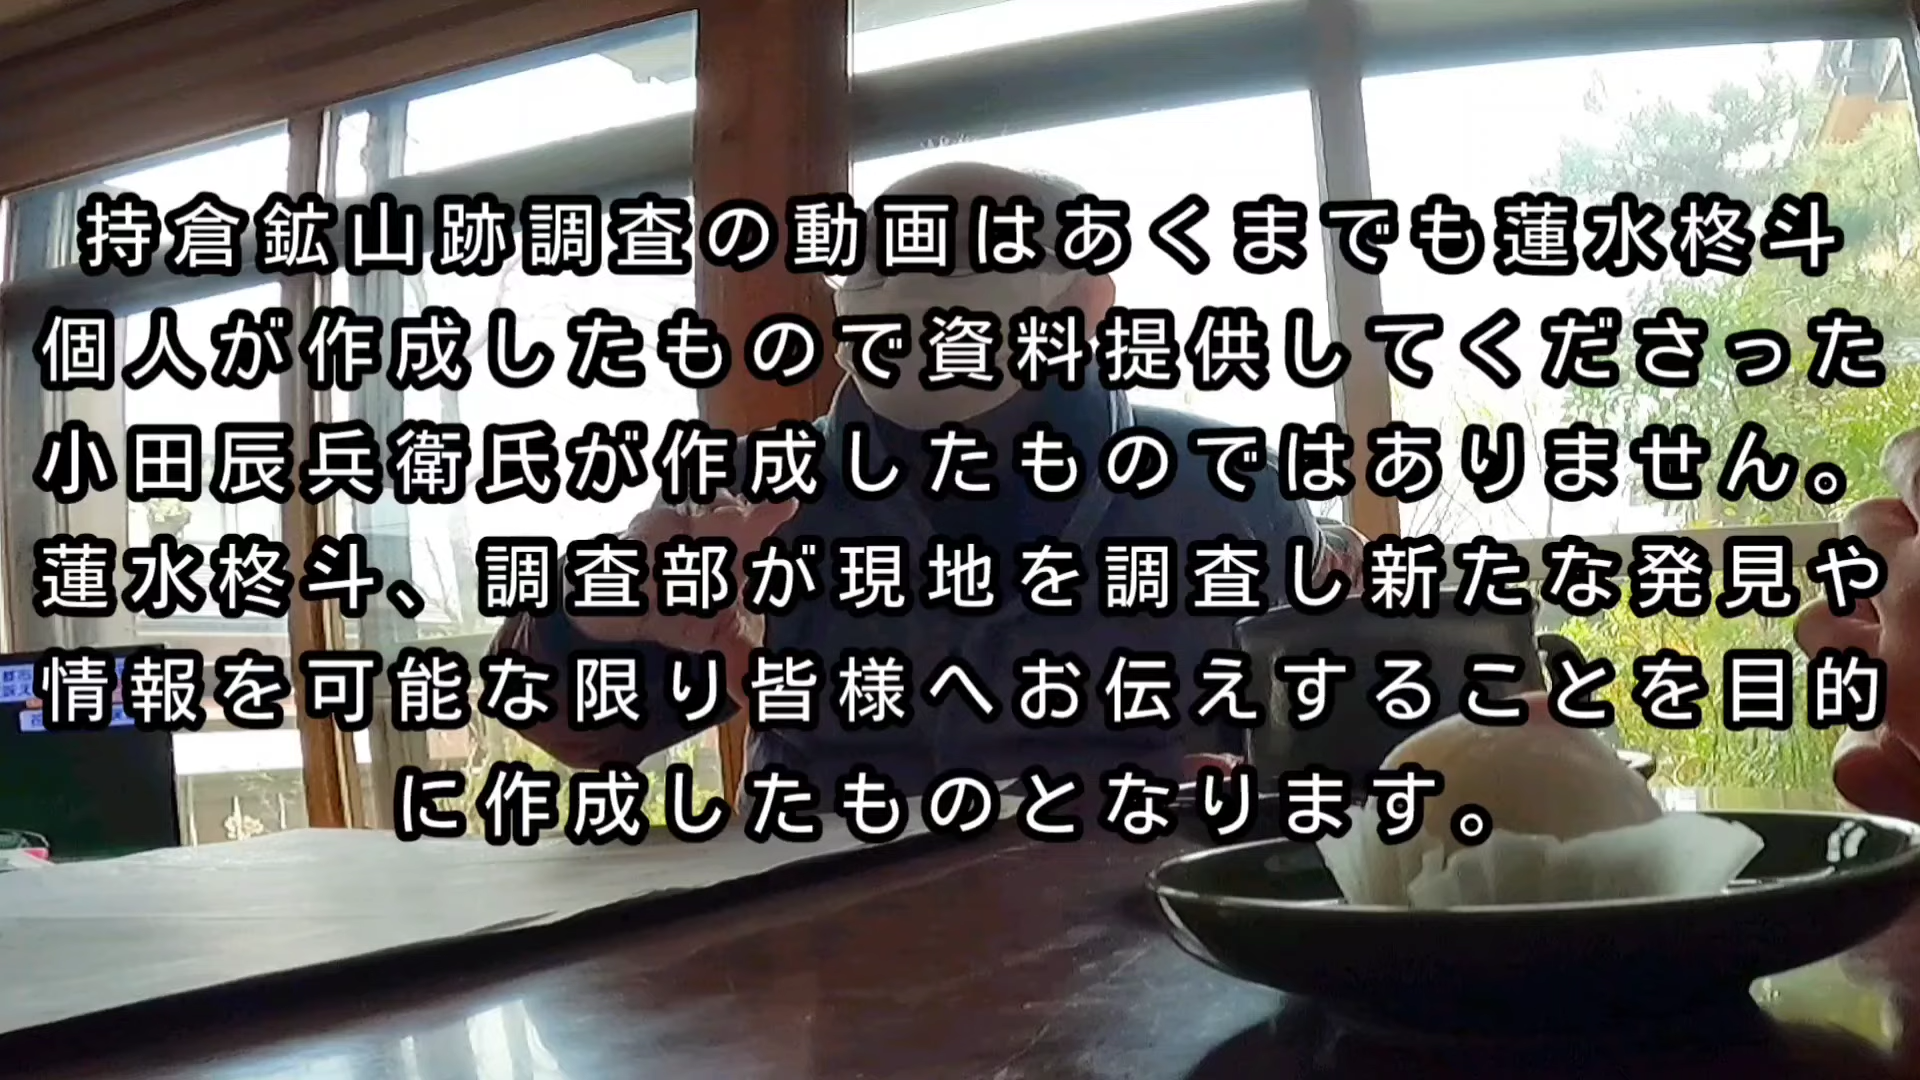 持倉鉱山跡調査の動画はあくまでも蓮水柊斗
個人が作成したもので資料提供してくださった
小田辰兵衛氏が作成したものではありません。
蓮水柊斗、調査部が現地を調査し新たな発見や
情報を可能な限り皆様へお伝えすることを目的
に作成したものとなります。